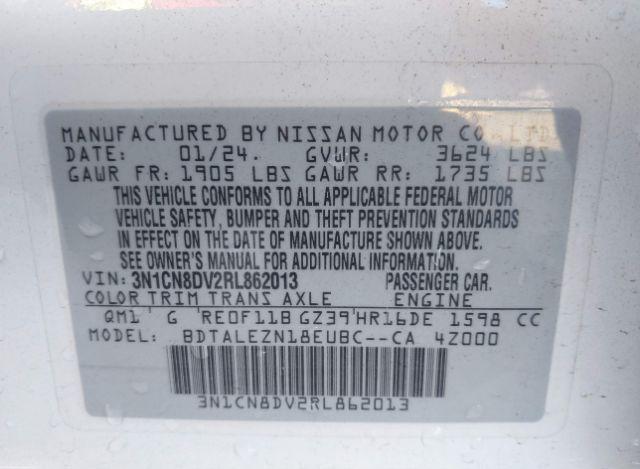 MANUFACTURED BY NISSAN MOTOR CO., LTD
DATE: 01/24. GVWR: 3624 LBS
GAWR FR: 1905 LBS GAWR RR: 1735 LBS
THIS VEHICLE CONFORMS TO ALL APPLICABLE FEDERAL MOTOR
VEHICLE SAFETY, BUMPER AND THEFT PREVENTION STANDARDS
IN EFFECT ON THE DATE OF MANUFACTURE SHOWN ABOVE.
SEE OWNER'S MANUAL FOR ADDITIONAL INFORMATION.
VIN: 3N1CN8DV2RL862013 PASSENGER CAR.
COLOR TRIM TRANS AXLE ENGINE
QM1 G RE0F11B GZ39 HR16DE 1598 CC
MODEL: BDTALEZN18EUBC--CA 4Z000
3N1CN8DV2RL862013